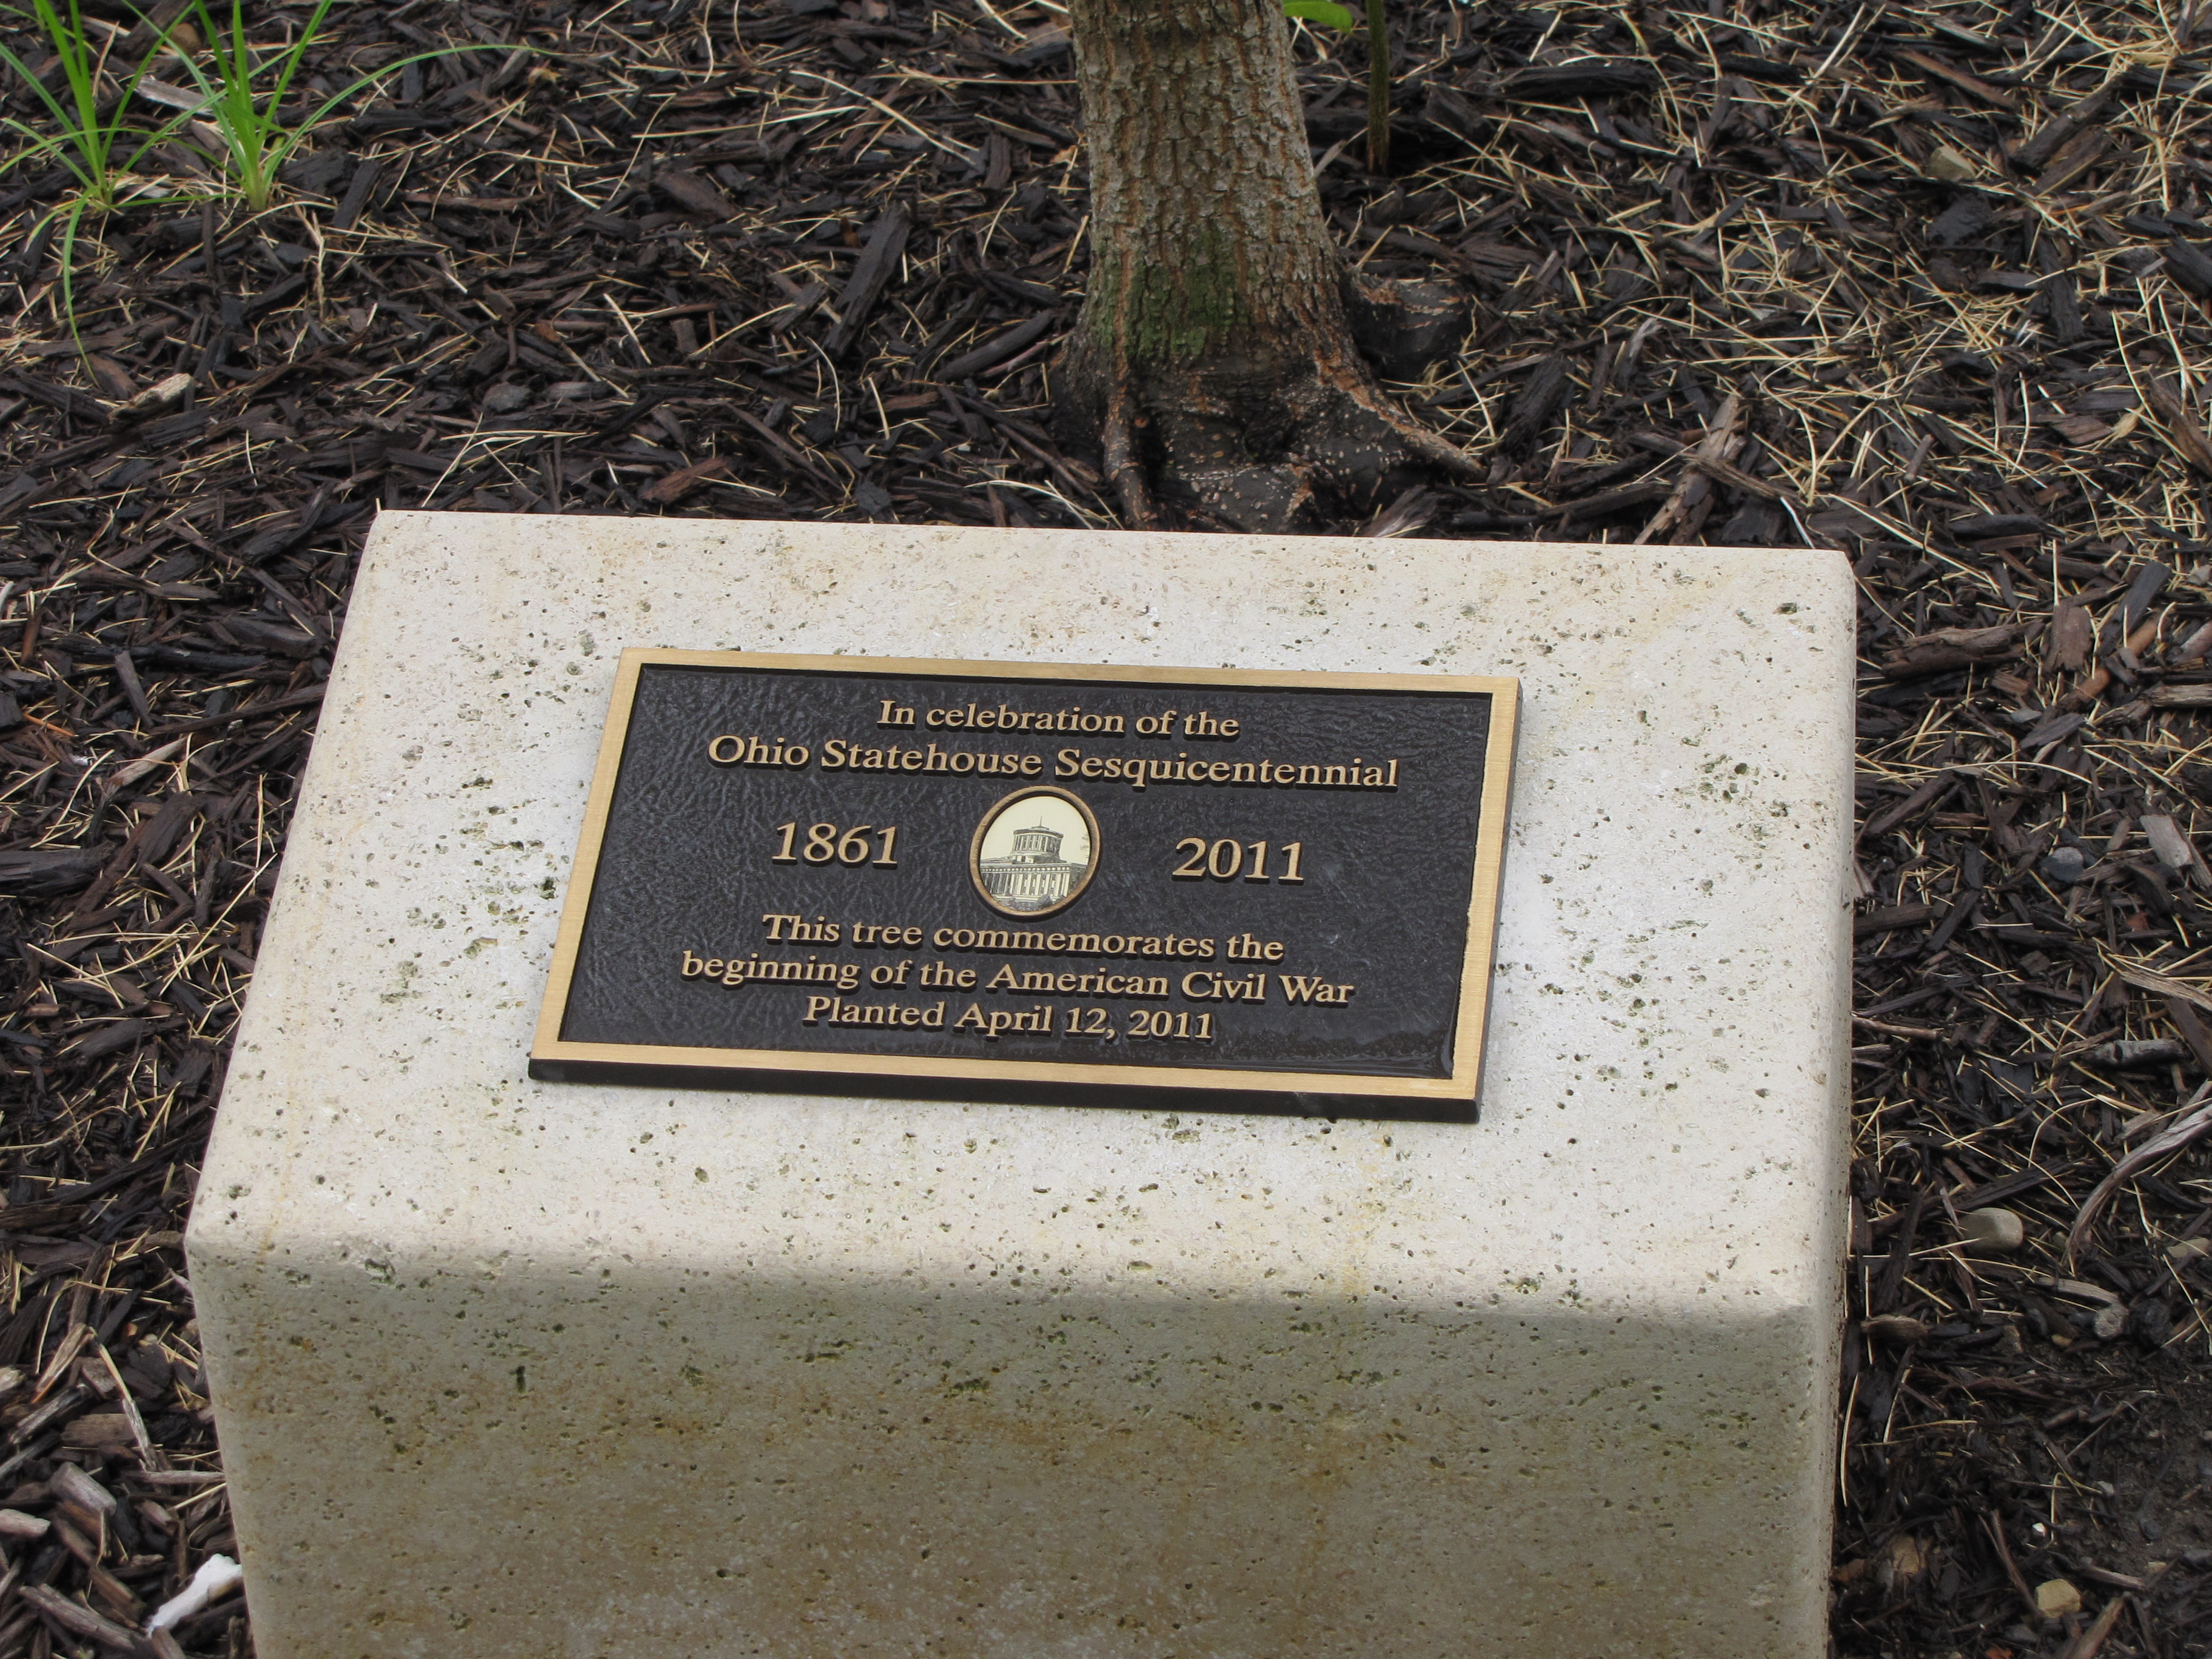 In celebration of the
Ohio Statehouse Sesquicentennial
1861 2011
This tree commemorates the
beginning of the American Civil War
Planted April 12, 2011